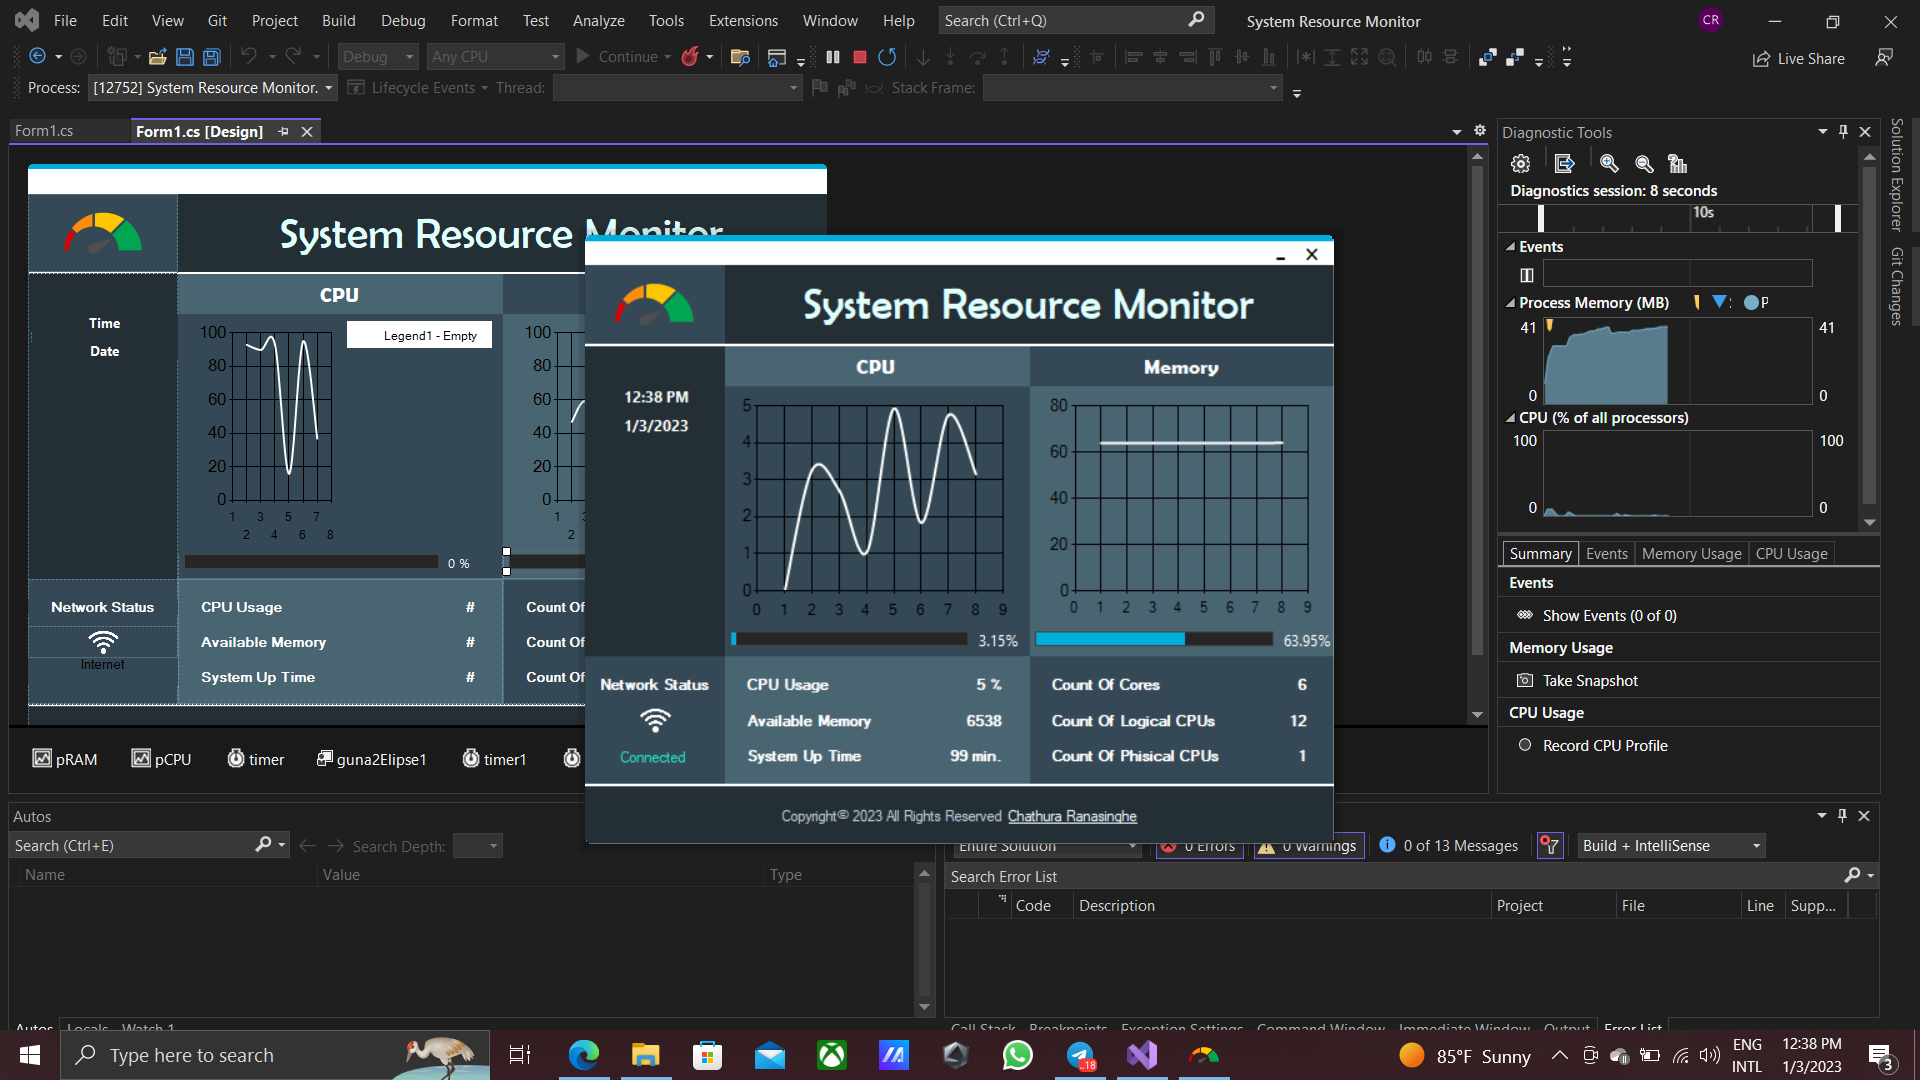 File Edit View Git Project Build Debug Format Test Analyze Tools Extensions Window Help Search (Ctrl+Q) System Resource Monitor CR
Debug Any CPU Continue Live Share
Process: [12752] System Resource Monitor. Lifecycle Events Thread: Stack Frame:
Form1.cs Form1.cs [Design]
System Resource Monitor
CPU
Time
Date
100
80
60
40
20
0
1 3 5 7
2 4 6 8
Legend1 - Empty
100
80
60
40
20
0
1
2
0 %
Network Status
Internet
CPU Usage #
Available Memory #
System Up Time #
Count Of
Count Of
Count Of
pRAM pCPU timer guna2Elipse1 timer1
System Resource Monitor
12:38 PM
1/3/2023
CPU
5
4
3
2
1
0
0 1 2 3 4 5 6 7 8 9
3.15%
Memory
80
60
40
20
0
0 1 2 3 4 5 6 7 8 9
63.95%
Network Status
Connected
CPU Usage 5 %
Available Memory 6538
System Up Time 99 min.
Count Of Cores 6
Count Of Logical CPUs 12
Count Of Phisical CPUs 1
Copyright© 2023 All Rights Reserved Chathura Ranasinghe
Diagnostic Tools
Diagnostics session: 8 seconds
10s
Events
Process Memory (MB) P
41 41
0 0
CPU (% of all processors)
100 100
0 0
Summary Events Memory Usage CPU Usage
Events
Show Events (0 of 0)
Memory Usage
Take Snapshot
CPU Usage
Record CPU Profile
Solution Explorer
Git Changes
Autos
Search (Ctrl+E) Search Depth:
Name Value Type
Autos Locals Watch 1
Entire Solution 0 Errors 0 Warnings 0 of 13 Messages Build + IntelliSense
Search Error List
Code Description Project File Line Supp...
Call Stack Breakpoints Exception Settings Command Window Immediate Window Output Error List
Type here to search
..18
85°F Sunny
ENG
INTL
12:38 PM
1/3/2023
3